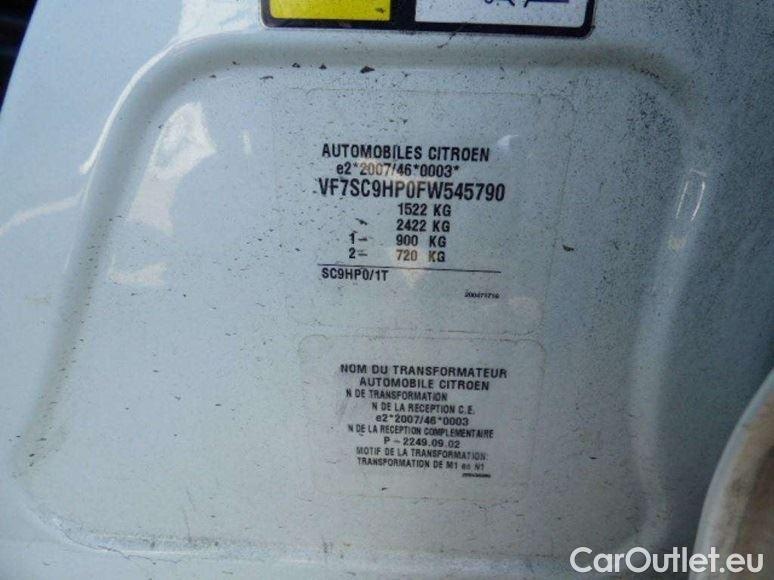 AUTOMOBILES CITROEN
e2*2007/46*0003*
VF7SC9HP0FW545790
1522 KG
- 2422 KG
1- 900 KG
2- 720 KG
SC9HP0/1T
NOM DU TRANSFORMATEUR
AUTOMOBILE CITROEN
N DE TRANSFORMATION
N DE LA RECEPTION C.E.
e2*2007/46*0003
N DE LA RECEPTION COMPLEMENTAIRE
P - 2249.09.02
MOTIF DE LA TRANSFORMATION:
TRANSFORMATION DE M1 en N1
CarOutlet.eu